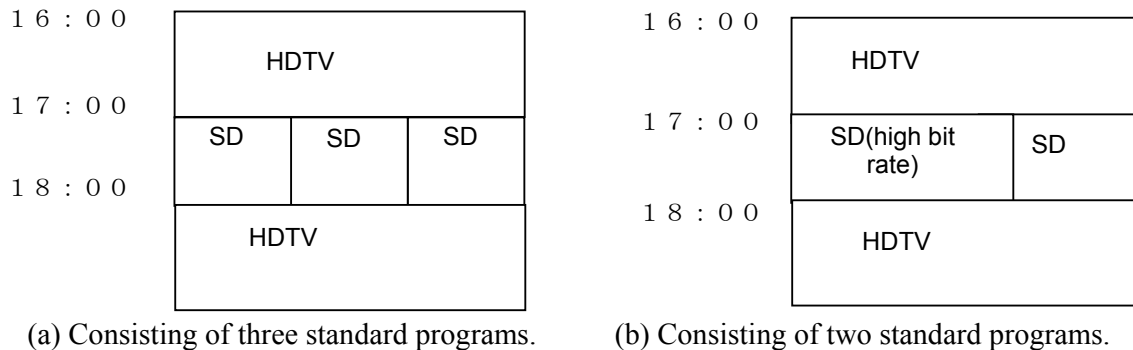 １６：００
HDTV
１７：００
SD SD SD
１８：００
HDTV
(a) Consisting of three standard programs.
１６：００
HDTV
１７：００
SD(high bit
rate)
SD
１８：００
HDTV
(b) Consisting of two standard programs.